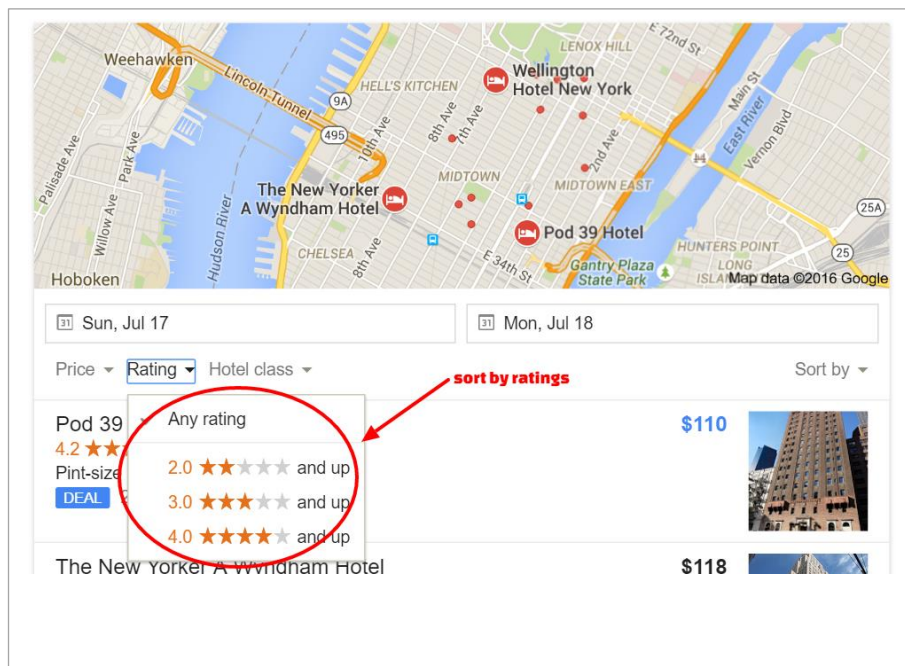 E 72nd St
LENOX HILL
Weehawken
Wellington
Hotel New York
Lincoln-Tunnel
HELL'S KITCHEN
9A
Main St
East River
Vernon Blvd
495
10th Ave
8th Ave
7th Ave
2nd Ave
Palisade Ave
Park Ave
Willow Ave
MIDTOWN
MIDTOWN EAST
The New Yorker
A Wyndham Hotel
25A
Hudson River
Pod 39 Hotel
CHELSEA
8th Ave
E 34th St
HUNTERS POINT
25
Gantry Plaza
State Park
LONG
Hoboken
Map data ©2016 Google
31 Sun, Jul 17
31 Mon, Jul 18
Price Rating Hotel class Sort by
sort by ratings
Pod 39 Any rating $110
4.2
2.0 and up
Pint-size
DEAL
3.0 and up
4.0 and up
The New Yorker A Wyndham Hotel $118